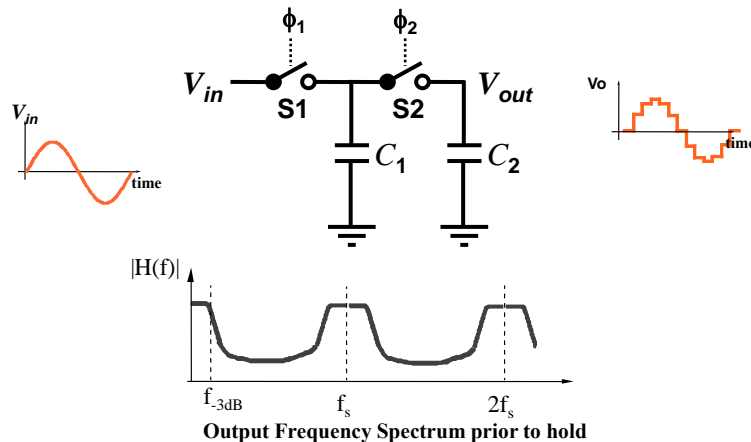 ϕ1 ϕ2
Vin S1 S2 Vout
C1 C2
Vin
time
Vo
time
|H(f)|
f-3dB fs 2fs
Output Frequency Spectrum prior to hold